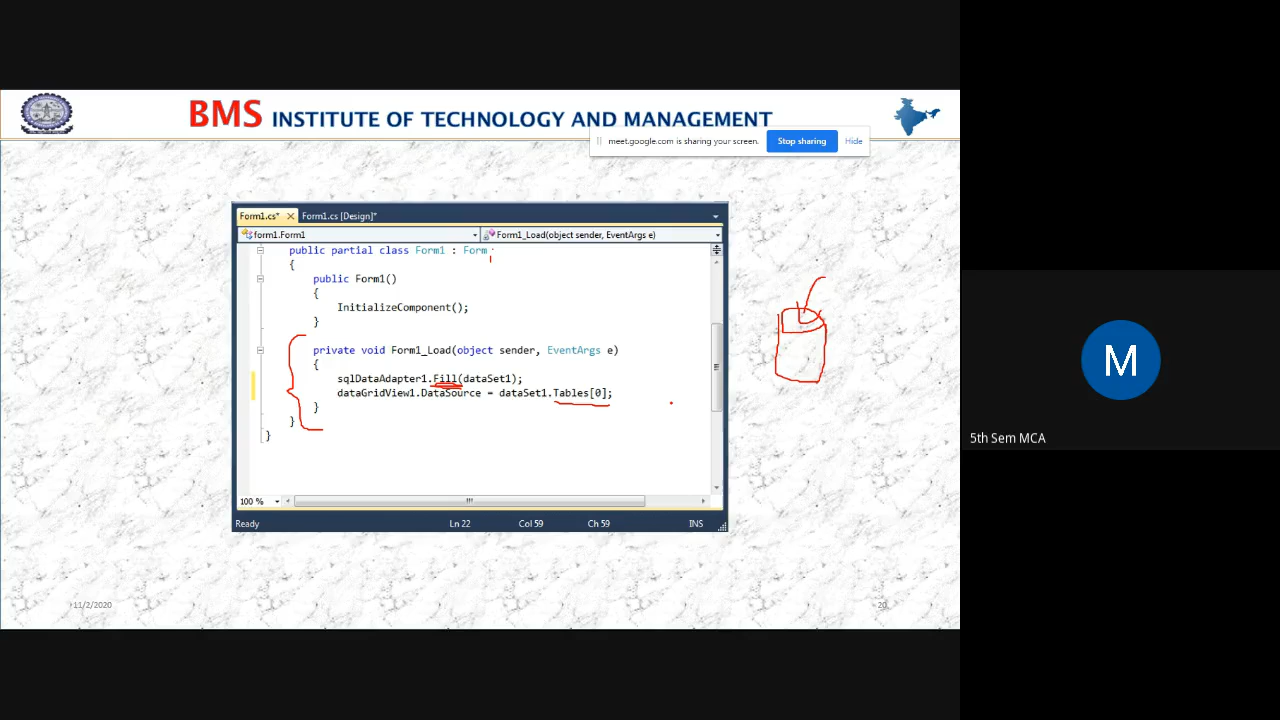 BMS INSTITUTE OF TECHNOLOGY AND MANAGEMENT
meet.google.com is sharing your screen. Stop sharing Hide
Form1.cs* Form1.cs [Design]*
form1.Form1 Form1_Load(object sender, EventArgs e)
public partial class Form1 : Form
{
public Form1()
{
InitializeComponent();
}
private void Form1_Load(object sender, EventArgs e)
{
sqlDataAdapter1.Fill(dataSet1);
dataGridView1.DataSource = dataSet1.Tables[0];
}
}
}
100 %
Ready Ln 22 Col 59 Ch 59 INS
11/2/2020 20
M
5th Sem MCA